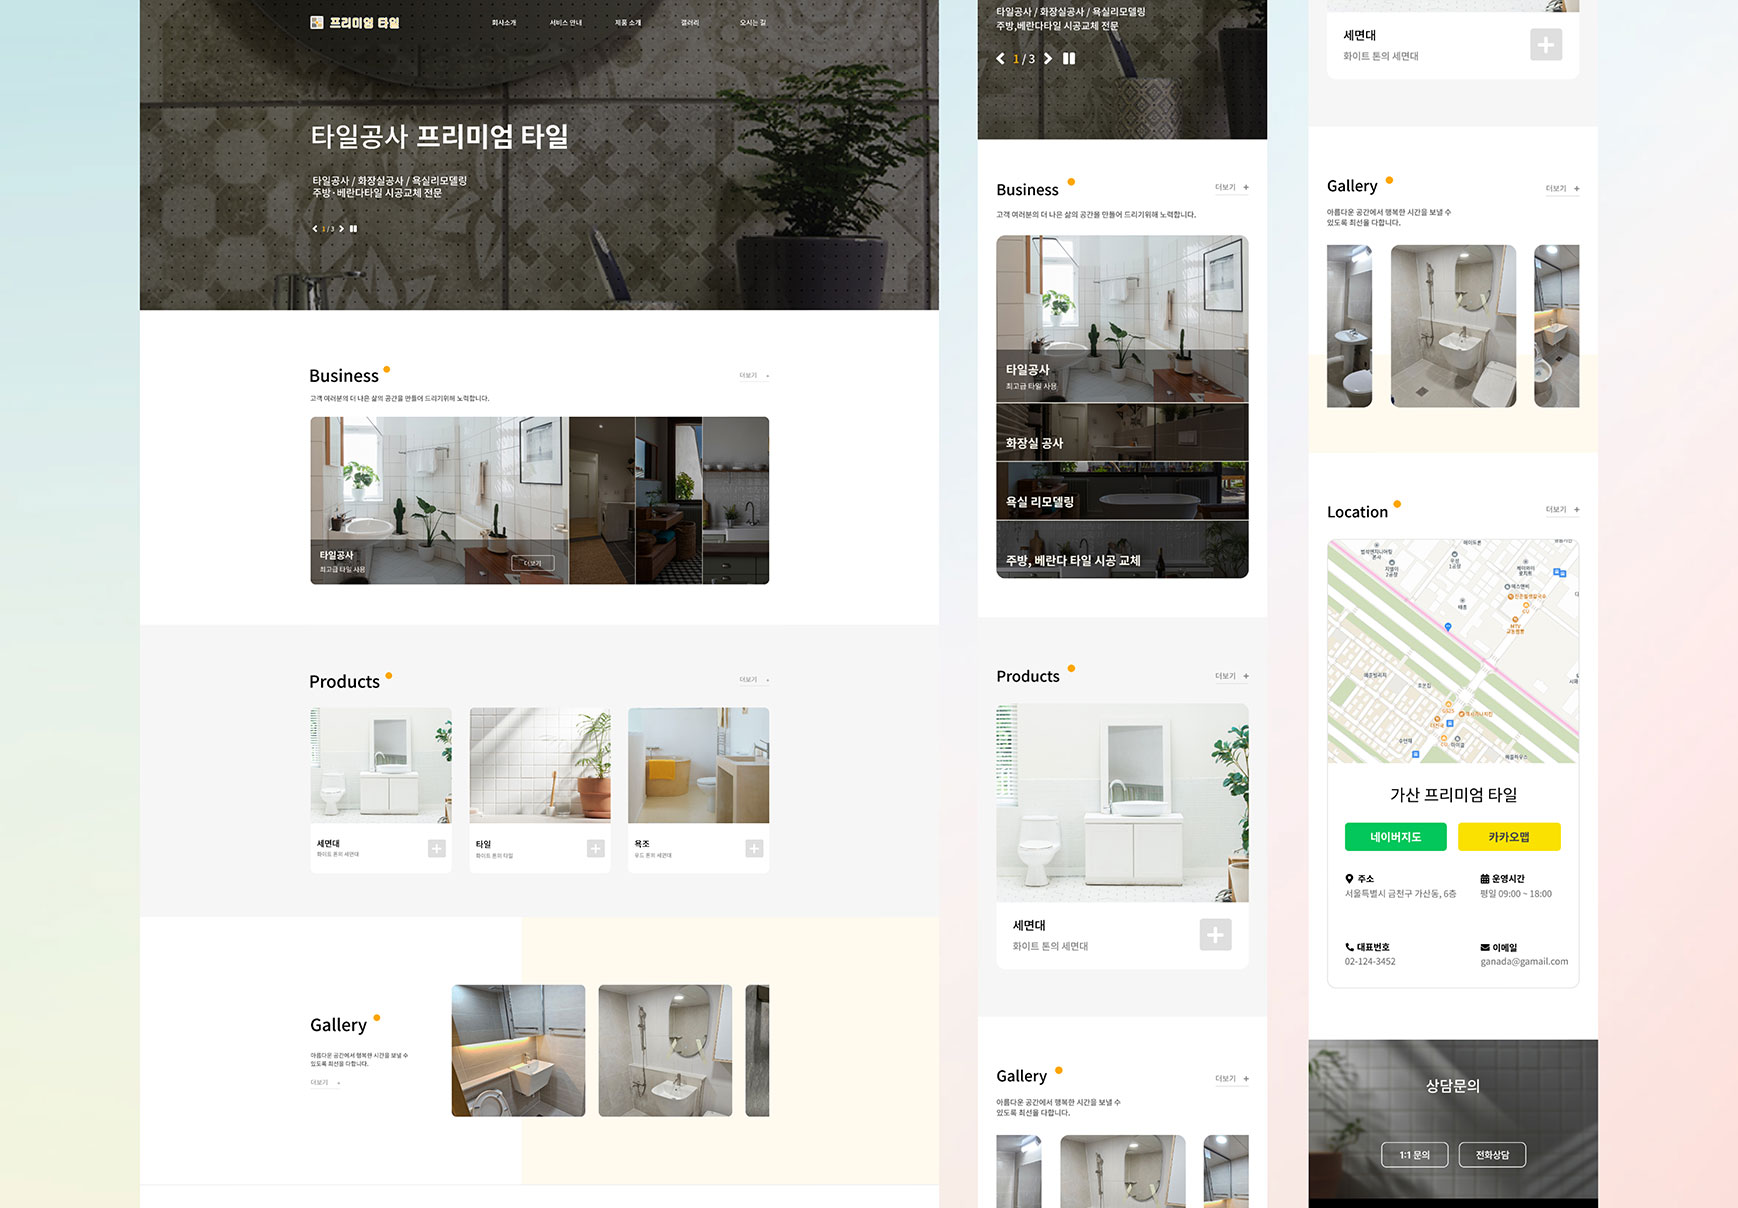 프리미엄 타일
회사소개
서비스 안내
제품 소개
갤러리
오시는 길
타일공사 프리미엄 타일
타일공사 / 화장실공사 / 욕실리모델링
주방·베란다타일 시공교체 전문
1 / 3
Business
더보기 +
고객 여러분의 더 나은 삶의 공간을 만들어 드리기위해 노력합니다.
타일공사
최고급 타일 사용
더보기
Products
더보기 +
세면대
화이트 톤의 세면대
타일
화이트 톤의 타일
욕조
우드 톤의 세면대
Gallery
아름다운 공간에서 행복한 시간을 보낼 수
있도록 최선을 다합니다.
더보기 +
타일공사 / 화장실공사 / 욕실리모델링
주방,베란다타일 시공교체 전문
1 / 3
Business
더보기 +
고객 여러분의 더 나은 삶의 공간을 만들어 드리기위해 노력합니다.
타일공사
최고급 타일 사용
화장실 공사
욕실 리모델링
주방, 베란다 타일 시공 교체
Products
더보기 +
세면대
화이트 톤의 세면대
Gallery
더보기 +
아름다운 공간에서 행복한 시간을 보낼 수
있도록 최선을 다합니다.
세면대
화이트 톤의 세면대
Gallery
더보기 +
아름다운 공간에서 행복한 시간을 보낼 수
있도록 최선을 다합니다.
Location
더보기 +
가산 프리미엄 타일
네이버지도
카카오맵
주소
서울특별시 금천구 가산동, 6층
운영시간
평일 09:00 ~ 18:00
대표번호
02-124-3452
이메일
ganada@gamail.com
상담문의
1:1 문의
전화상담